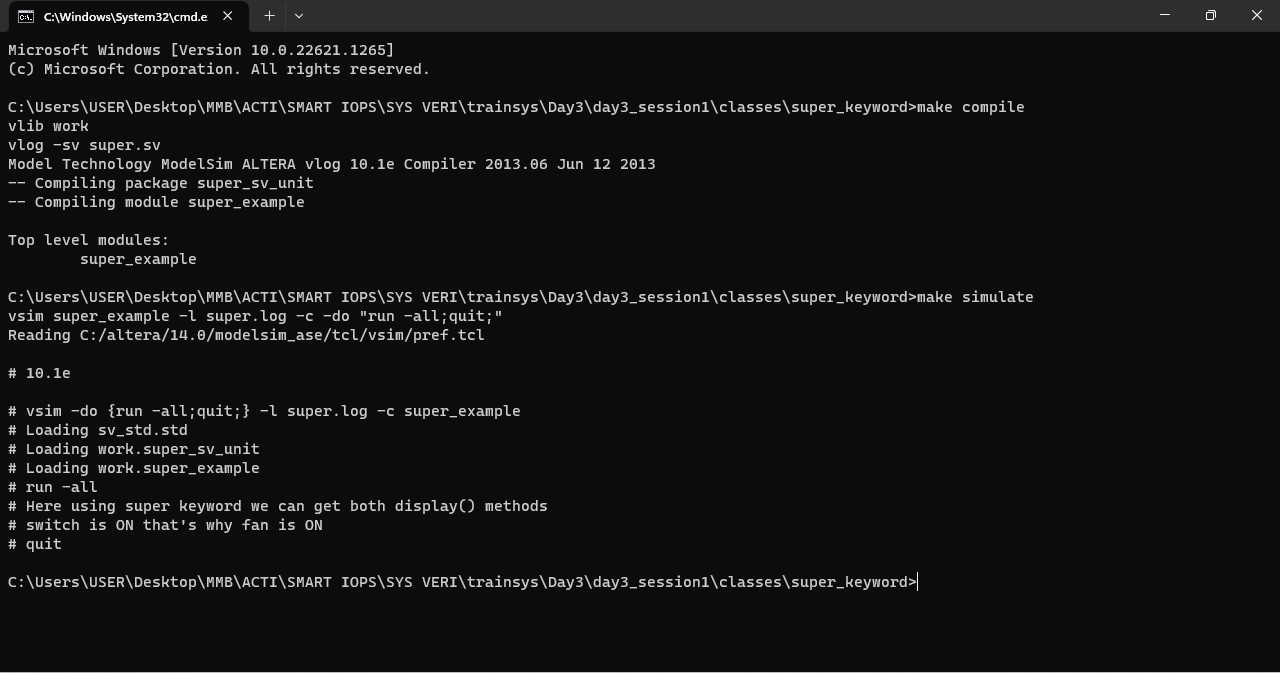 C:\Windows\System32\cmd.e
Microsoft Windows [Version 10.0.22621.1265]
(c) Microsoft Corporation. All rights reserved.
C:\Users\USER\Desktop\MMB\ACTI\SMART IOPS\SYS VERI\trainsys\Day3\day3_session1\classes\super_keyword>make compile
vlib work
vlog -sv super.sv
Model Technology ModelSim ALTERA vlog 10.1e Compiler 2013.06 Jun 12 2013
-- Compiling package super_sv_unit
-- Compiling module super_example
Top level modules:
        super_example
C:\Users\USER\Desktop\MMB\ACTI\SMART IOPS\SYS VERI\trainsys\Day3\day3_session1\classes\super_keyword>make simulate
vsim super_example -l super.log -c -do "run -all;quit;"
Reading C:/altera/14.0/modelsim_ase/tcl/vsim/pref.tcl
# 10.1e
# vsim -do {run -all;quit;} -l super.log -c super_example
# Loading sv_std.std
# Loading work.super_sv_unit
# Loading work.super_example
# run -all
# Here using super keyword we can get both display() methods
# switch is ON that's why fan is ON
# quit
C:\Users\USER\Desktop\MMB\ACTI\SMART IOPS\SYS VERI\trainsys\Day3\day3_session1\classes\super_keyword>